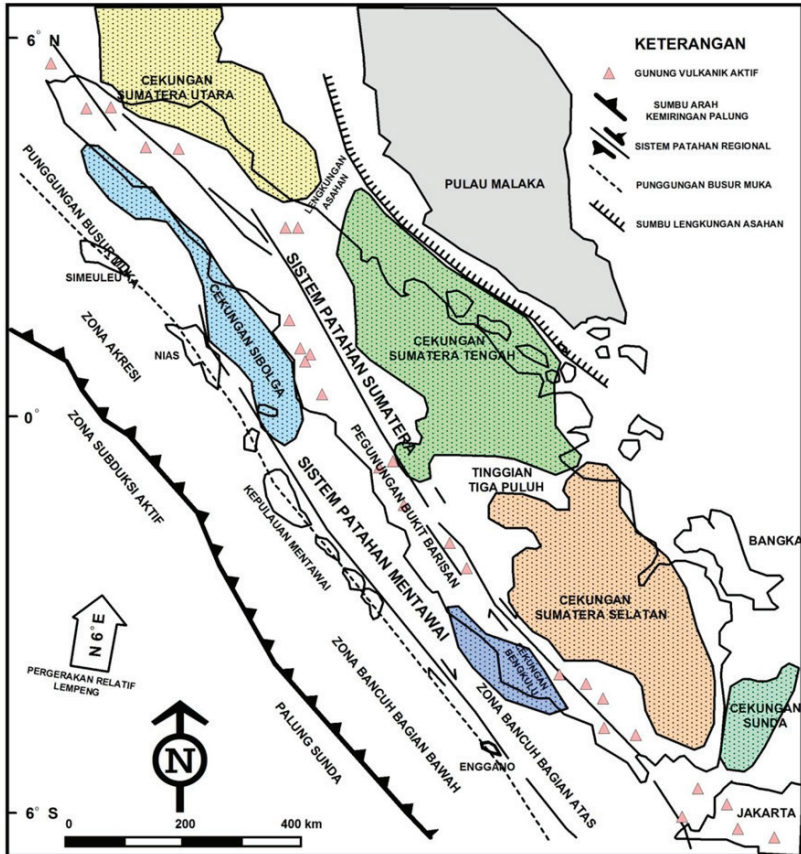 6° N
0°
6° S
KETERANGAN
GUNUNG VULKANIK AKTIF
SUMBU ARAH
KEMIRINGAN PALUNG
SISTEM PATAHAN REGIONAL
PUNGGUNGAN BUSUR MUKA
SUMBU LENGKUNGAN ASAHAN
CEKUNGAN
SUMATERA UTARA
PULAU MALAKA
LENGKUNGAN
ASAHAN
PUNGGUNGAN BUSUR MUKA
SIMEULEU
CEKUNGAN SIBOLGA
SISTEM PATAHAN SUMATERA
CEKUNGAN
SUMATERA TENGAH
ZONA AKRESI
NIAS
ZONA SUBDUKSI AKTIF
PEGUNUNGAN BUKIT BARISAN
TINGGIAN
TIGA PULUH
KEPULAUAN MENTAWAI
SISTEM PATAHAN MENTAWAI
BANGKA
CEKUNGAN
SUMATERA SELATAN
CEKUNGAN
BENGKULU
N 6° E
PERGERAKAN RELATIF
LEMPENG
PALUNG SUNDA
ZONA BANCUH BAGIAN BAWAH
ZONA BANCUH BAGIAN ATAS
ENGGANO
CEKUNGAN
SUNDA
JAKARTA
N
0 200 400 km